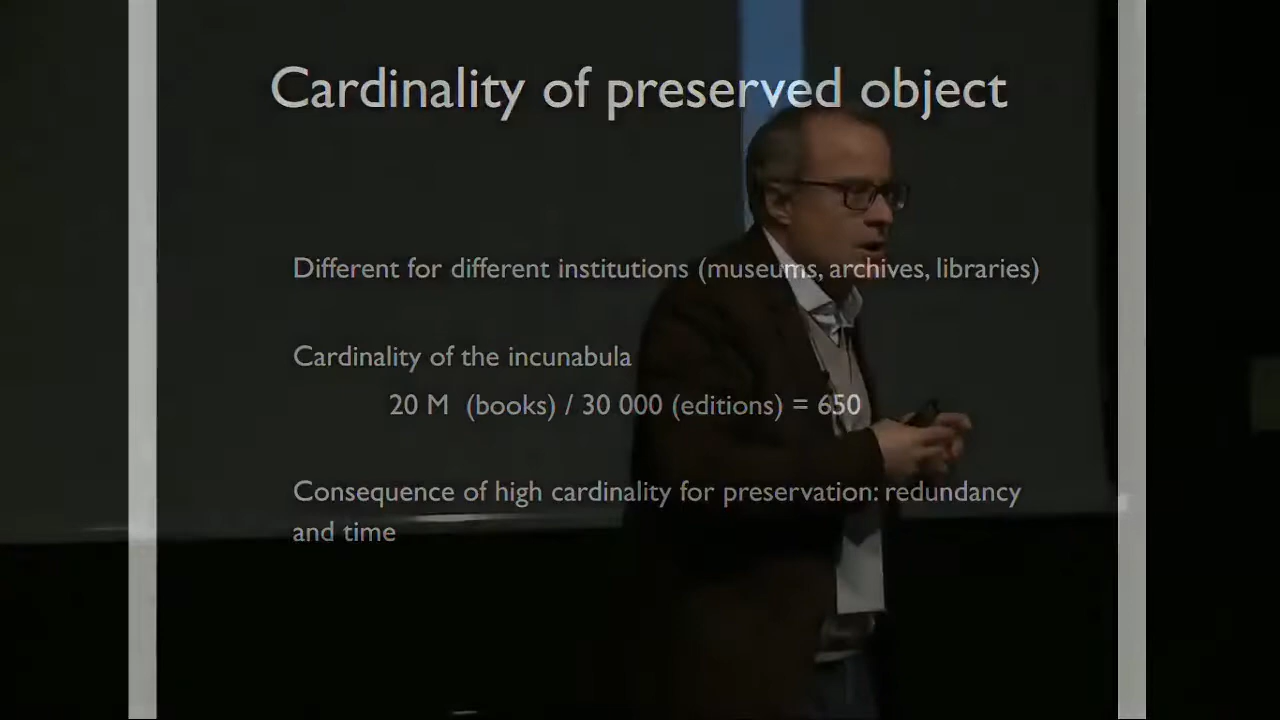 Cardinality of preserved object
Different for different institutions (museums, archives, libraries)
Cardinality of the incunabula
20 M (books) / 30 000 (editions) = 650
Consequence of high cardinality for preservation: redundancy
and time